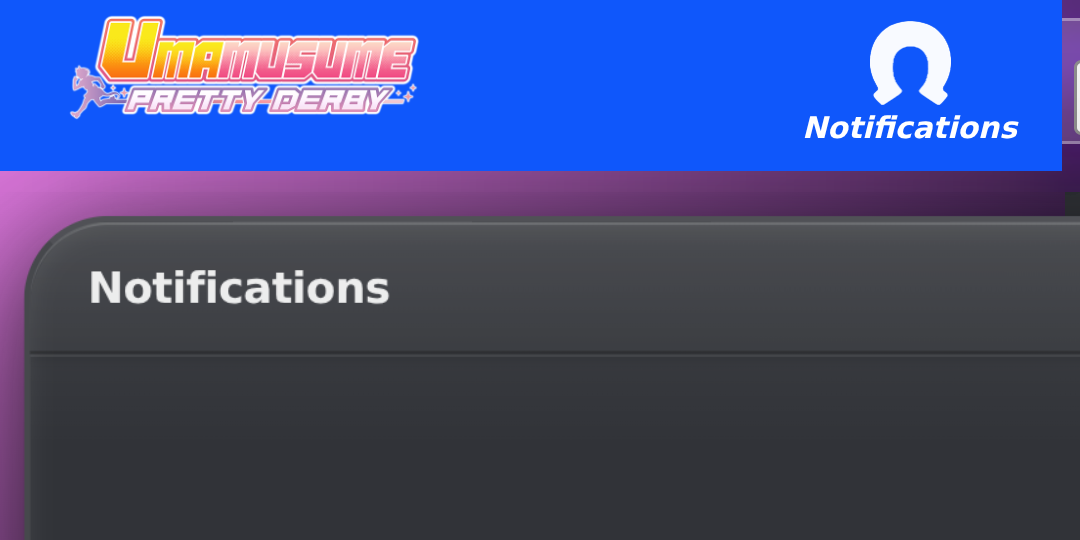 UMAMUSUME
PRETTY DERBY
Notifications
Notifications